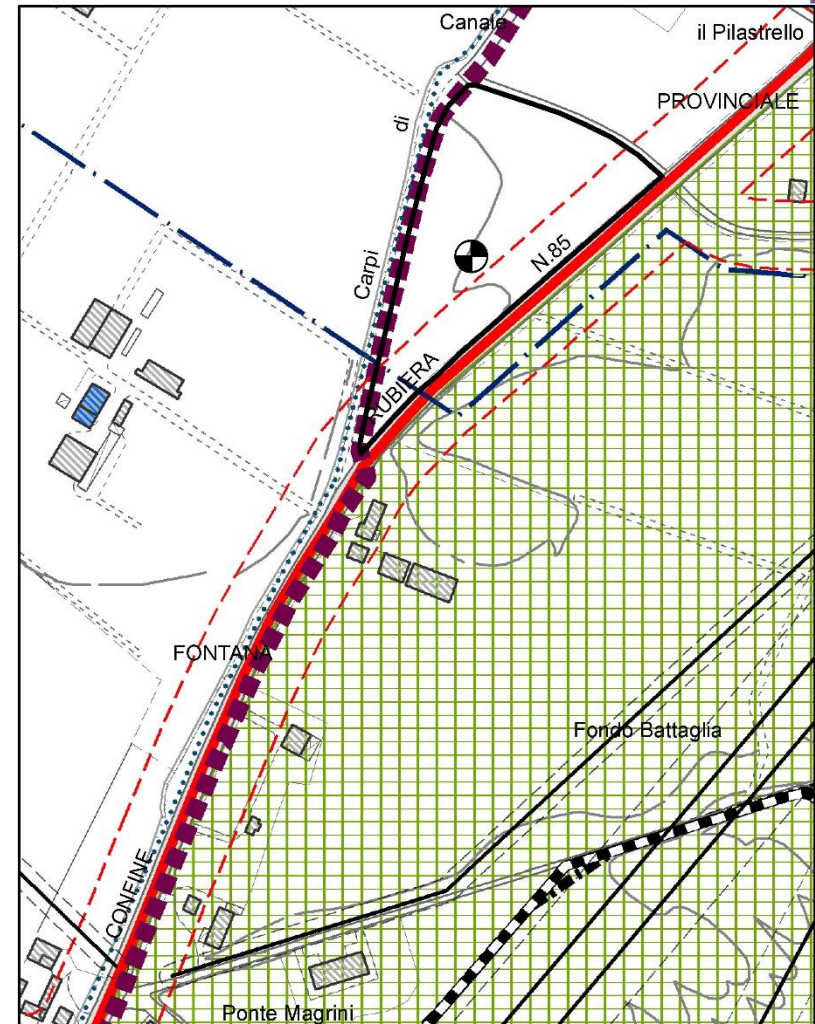 Canale
il Pilastrello
PROVINCIALE
di
Carpi
N.85
RUBIERA
FONTANA
Fondo Battaglia
CONFINE
Ponte Magrini